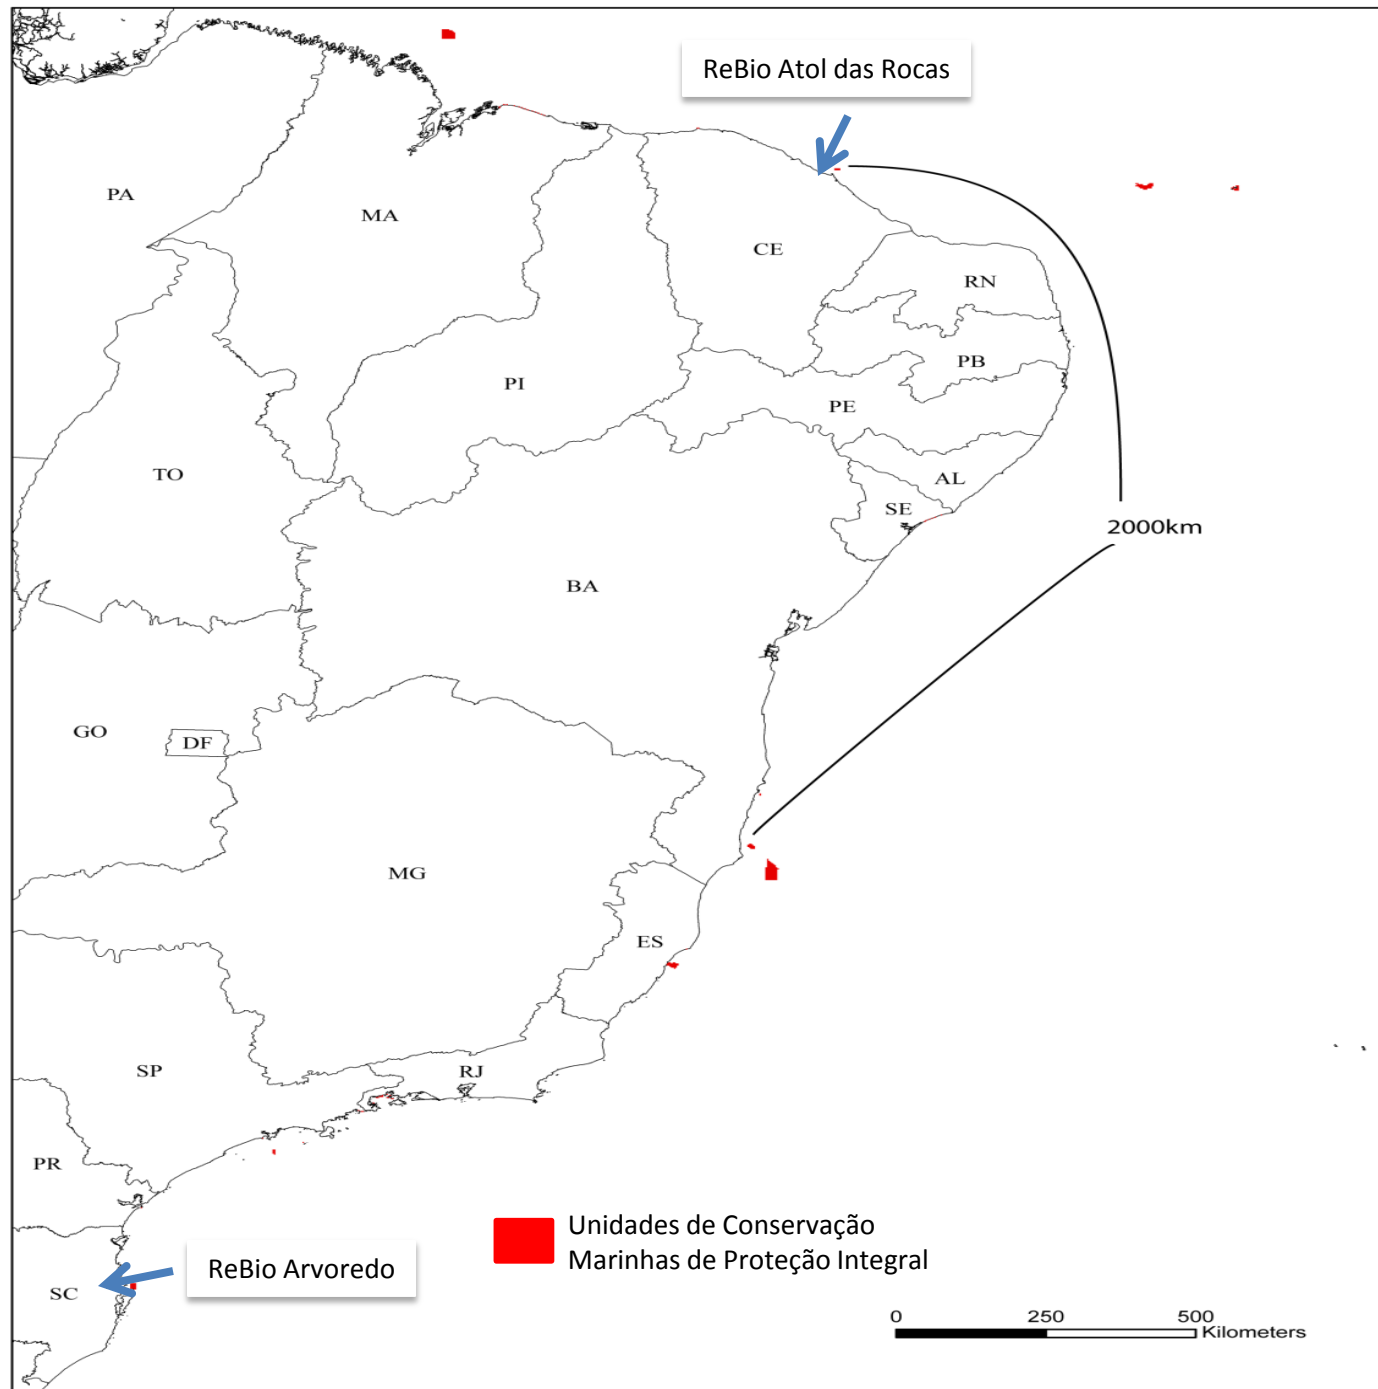 ReBio Atol das Rocas
PA
MA
CE
RN
PB
PI
PE
TO
AL
SE
2000km
BA
GO
DF
MG
ES
SP
RJ
PR
Unidades de Conservação
Marinhas de Proteção Integral
ReBio Arvoredo
SC
0 250 500
Kilometers